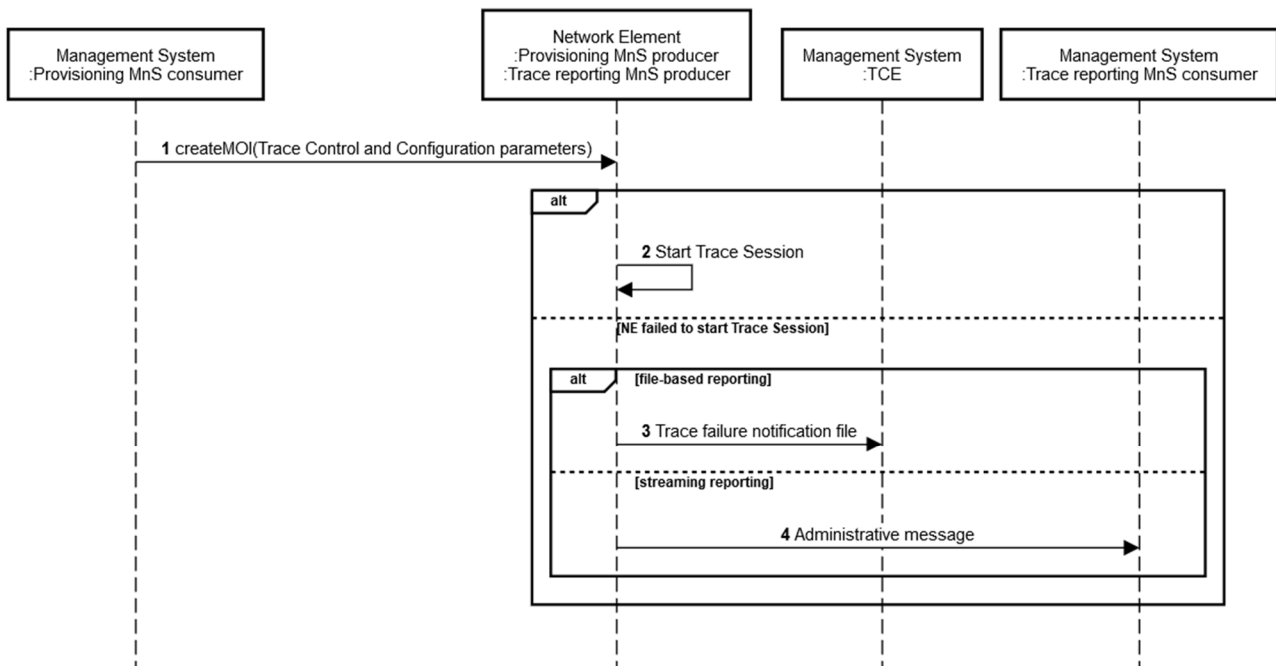 Management System
:Provisioning MnS consumer
Network Element
:Provisioning MnS producer
:Trace reporting MnS producer
Management System
:TCE
Management System
:Trace reporting MnS consumer
1 createMOI(Trace Control and Configuration parameters)
alt
2 Start Trace Session
[NE failed to start Trace Session]
alt
[file-based reporting]
3 Trace failure notification file
[streaming reporting]
4 Administrative message